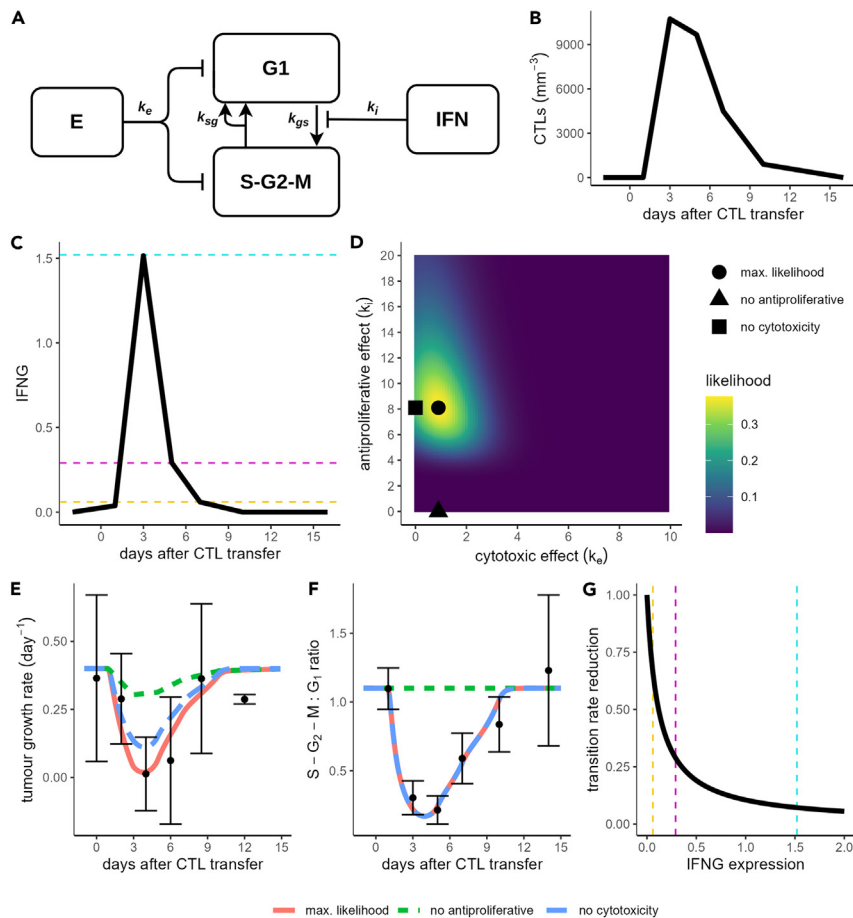 A
E
kₑ
G1
k_sg
k_gs
S-G2-M
kᵢ
IFN
B
CTLs (mm⁻³)
9000
6000
3000
0
0 3 6 9 12 15
days after CTL transfer
C
IFNG
1.5
1.0
0.5
0.0
0 3 6 9 12 15
days after CTL transfer
D
antiproliferative effect (kᵢ)
20
18
16
14
12
10
8
6
4
2
0
0 2 4 6 8 10
cytotoxic effect (kₑ)
max. likelihood
no antiproliferative
no cytotoxicity
likelihood
0.3
0.2
0.1
E
tumour growth rate (day⁻¹)
0.50
0.25
0.00
0 3 6 9 12 15
days after CTL transfer
F
S − G₂ − M : G₁ ratio
1.5
1.0
0.5
0 3 6 9 12 15
days after CTL transfer
G
transition rate reduction
1.00
0.75
0.50
0.25
0.00
0.0 0.5 1.0 1.5 2.0
IFNG expression
max. likelihood no antiproliferative no cytotoxicity